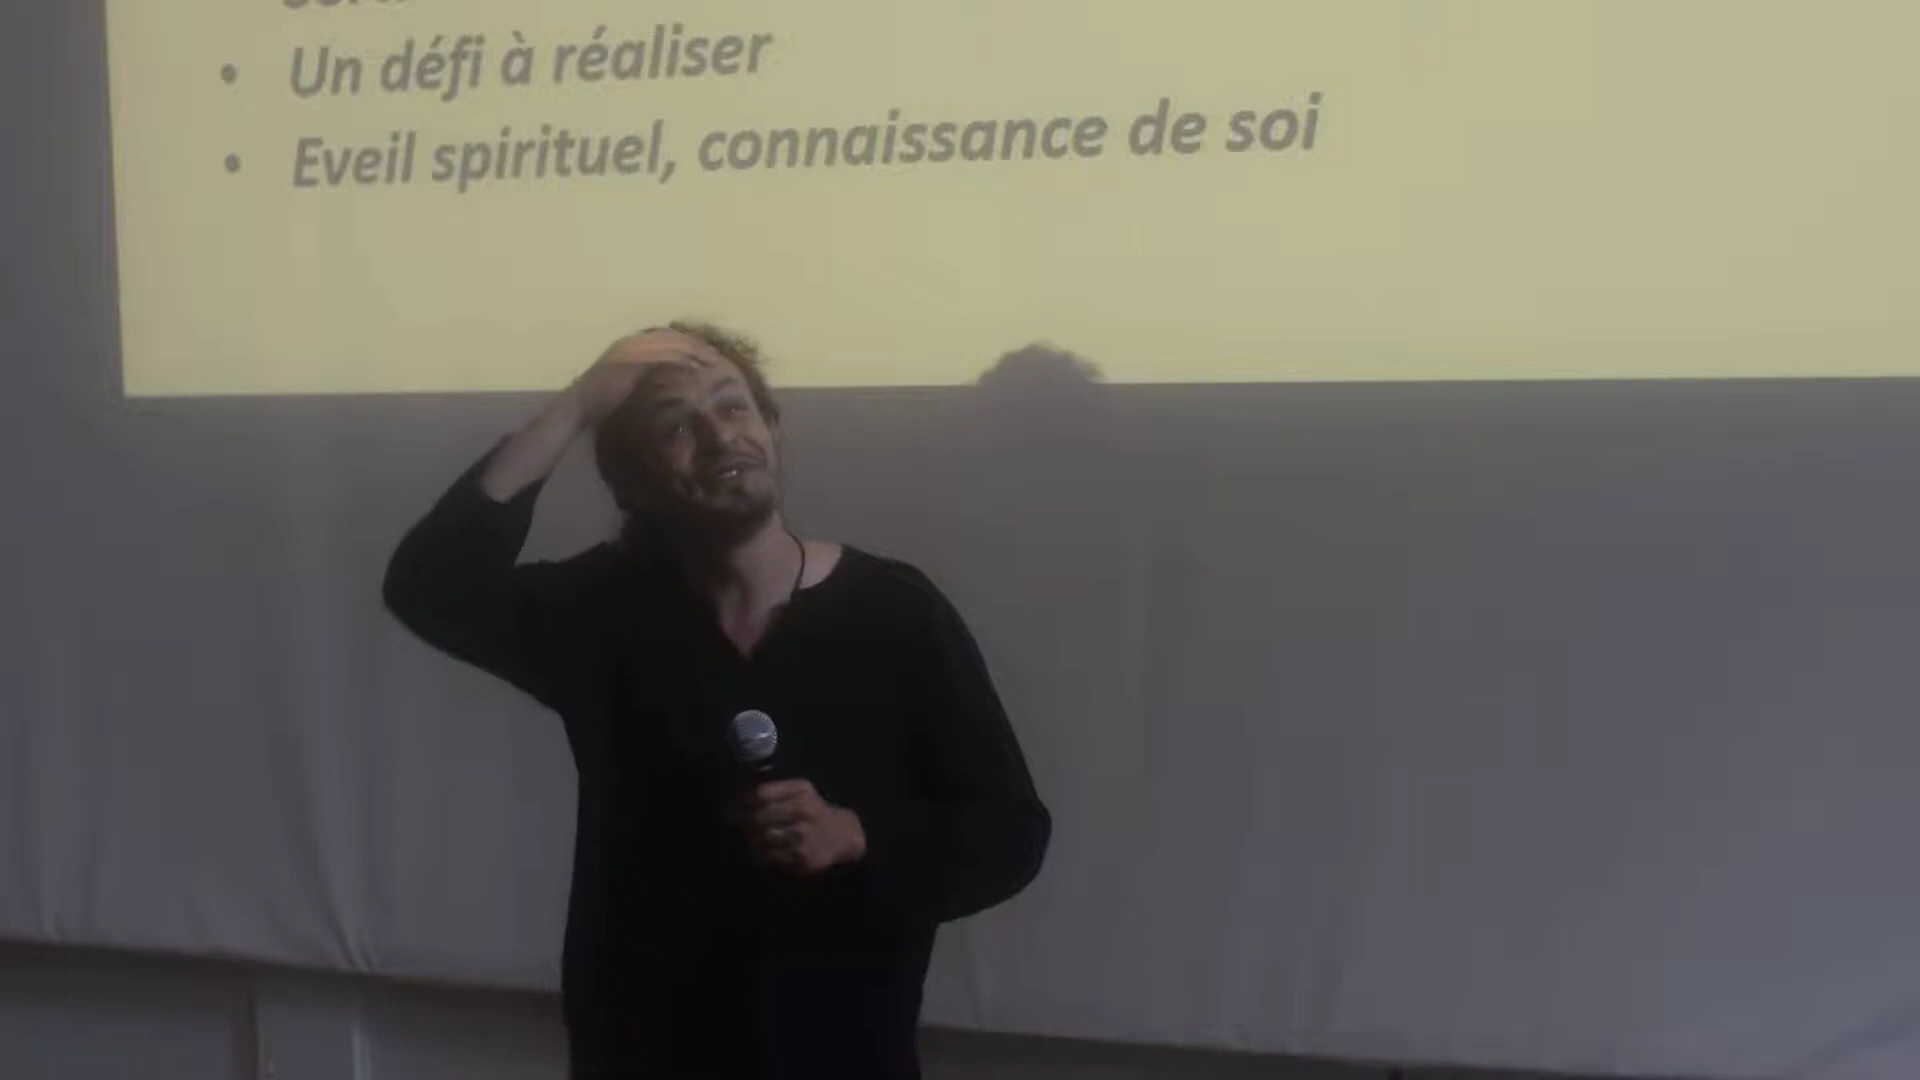 Un défi à réaliser
Eveil spirituel, connaissance de soi